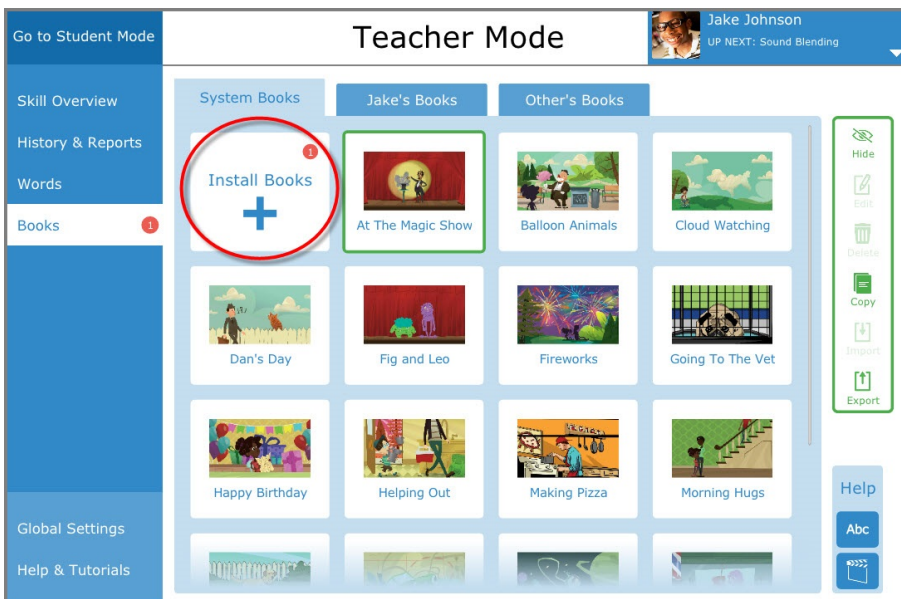 Go to Student Mode
Teacher Mode
Jake Johnson
UP NEXT: Sound Blending
Skill Overview
History & Reports
Words
Books 1
Global Settings
Help & Tutorials
System Books
Jake's Books
Other's Books
1
Install Books
At The Magic Show
Balloon Animals
Cloud Watching
Dan's Day
Fig and Leo
Fireworks
Going To The Vet
Happy Birthday
Helping Out
Making Pizza
Morning Hugs
Hide
Edit
Delete
Copy
Import
Export
Help
Abc